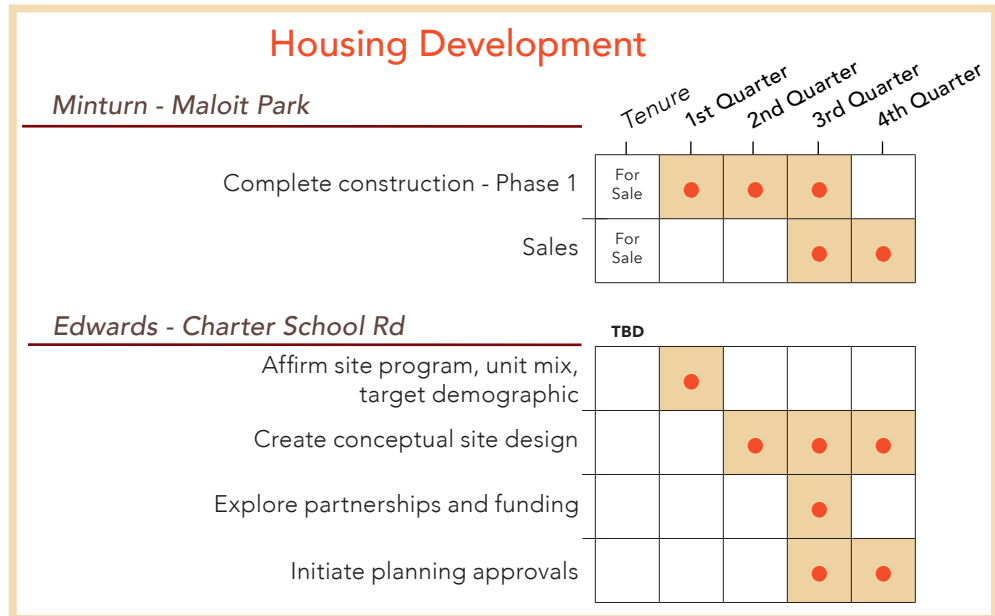 Housing Development
Minturn - Maloit Park
Tenure
1st Quarter
2nd Quarter
3rd Quarter
4th Quarter
Complete construction - Phase 1
For
Sale
Sales
For
Sale
Edwards - Charter School Rd
TBD
Affirm site program, unit mix,
target demographic
Create conceptual site design
Explore partnerships and funding
Initiate planning approvals